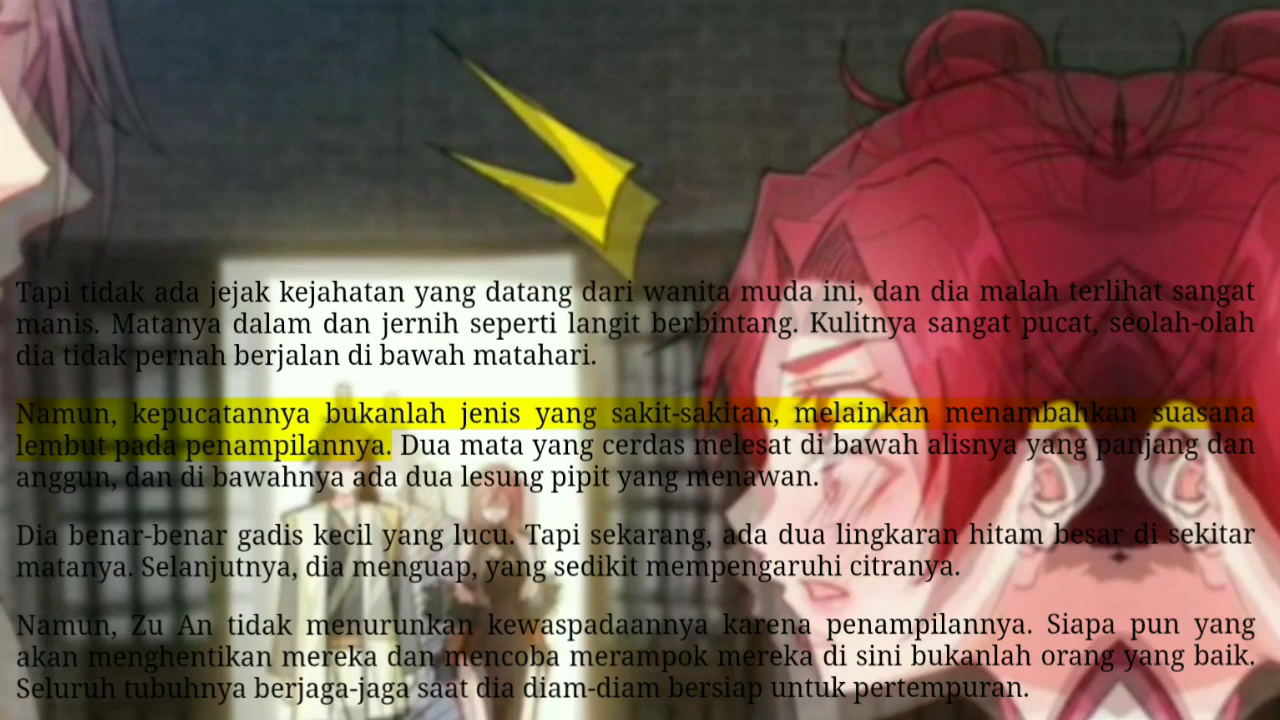 Tapi tidak ada jejak kejahatan yang datang dari wanita muda ini, dan dia malah terlihat sangat
manis. Matanya dalam dan jernih seperti langit berbintang. Kulitnya sangat pucat, seolah-olah
dia tidak pernah berjalan di bawah matahari.
Namun, kepucatannya bukanlah jenis yang sakit-sakitan, melainkan menambahkan suasana
lembut pada penampilannya. Dua mata yang cerdas melesat di bawah alisnya yang panjang dan
anggun, dan di bawahnya ada dua lesung pipit yang menawan.
Dia benar-benar gadis kecil yang lucu. Tapi sekarang, ada dua lingkaran hitam besar di sekitar
matanya. Selanjutnya, dia menguap, yang sedikit mempengaruhi citranya.
Namun, Zu An tidak menurunkan kewaspadaannya karena penampilannya. Siapa pun yang
akan menghentikan mereka dan mencoba merampok mereka di sini bukanlah orang yang baik.
Seluruh tubuhnya berjaga-jaga saat dia diam-diam bersiap untuk pertempuran.